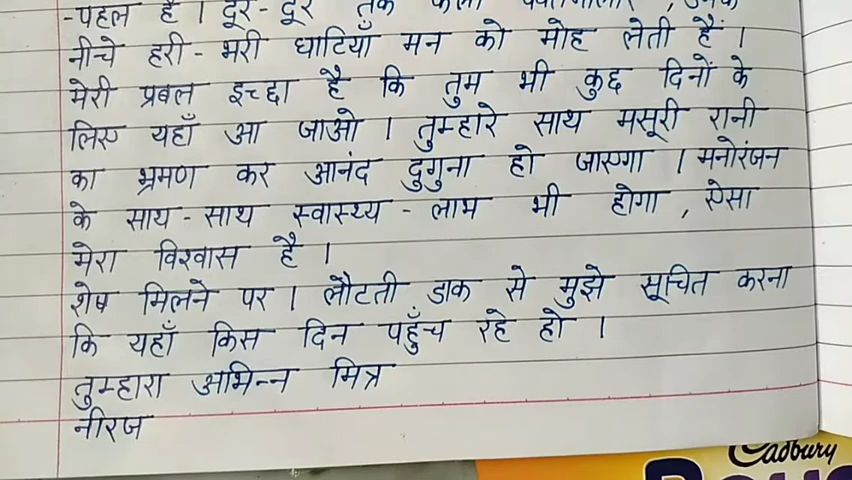 -पहल है । दूर-दूर तक
नीचे हरी-भरी घाटियाँ मन को मोह लेती हैं ।
मेरी प्रबल इच्छा है कि तुम भी कुछ दिनों के
लिए यहाँ आ जाओ । तुम्हारे साथ मसूरी रानी
का भ्रमण कर आनंद दुगुना हो जाएगा । मनोरंजन
के साथ-साथ स्वास्थ्य-लाभ भी होगा, ऐसा
मेरा विश्वास है ।
शेष मिलने पर । लौटती डाक से मुझे सूचित करना
कि यहाँ किस दिन पहुँच रहे हो ।
तुम्हारा अभिन्न मित्र
नीरज
Cadbury